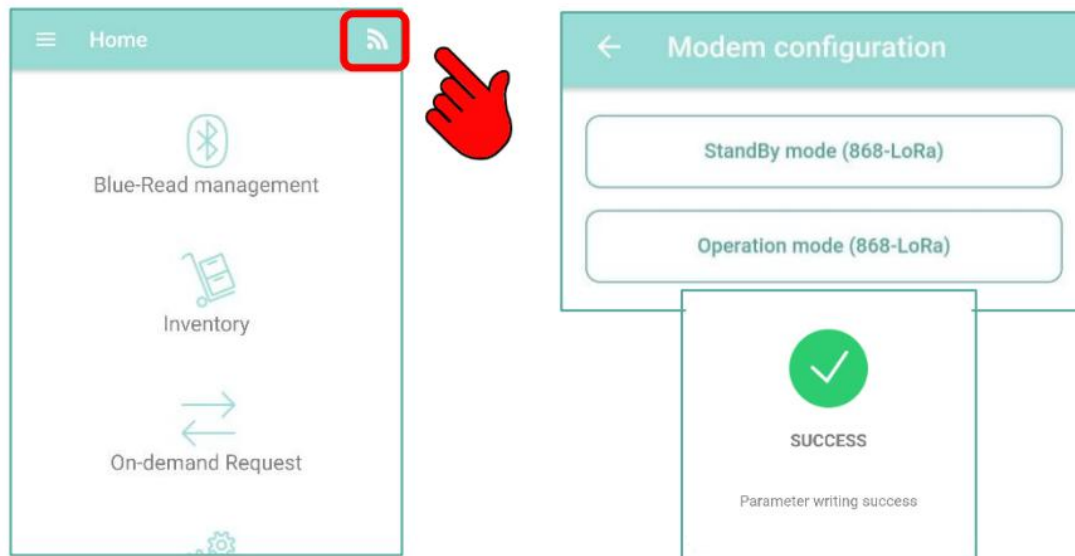 Home
Blue-Read management
Inventory
On-demand Request
Modem configuration
StandBy mode (868-LoRa)
Operation mode (868-LoRa)
SUCCESS
Parameter writing success